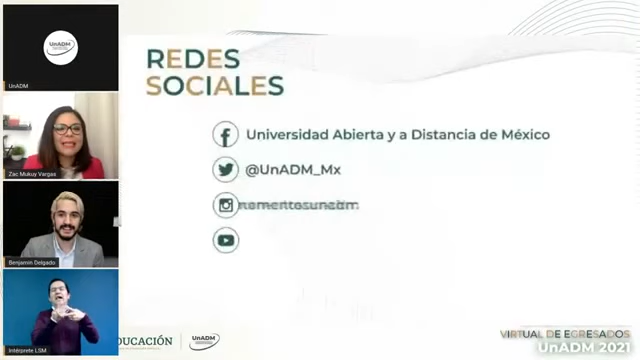 UnADM
UnADM
Zac Mukuy Vargas
Benjamin Delgado
Intérprete LSM
REDES
SOCIALES
Universidad Abierta y a Distancia de México
@UnADM_Mx
EDUCACIÓN
UnADM
VIRTUAL DE EGRESADOS
UnADM 2021